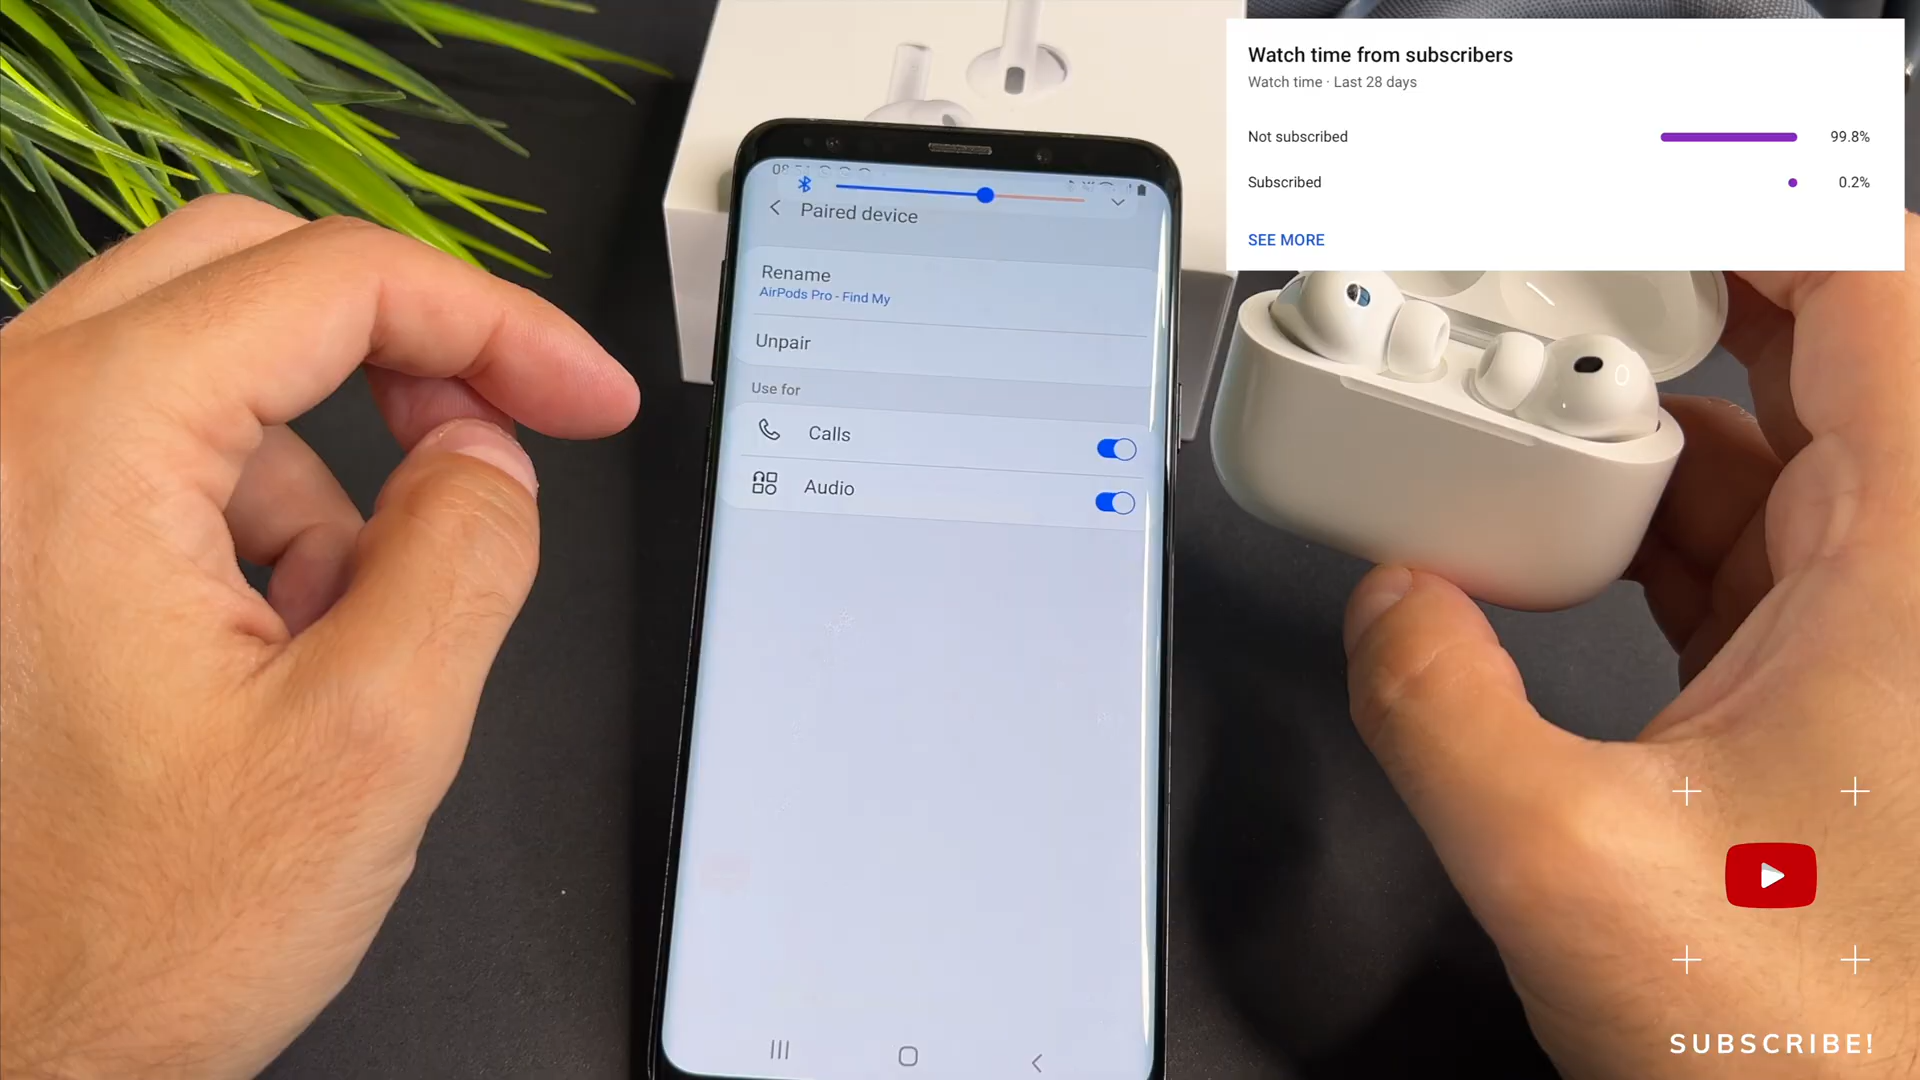 Watch time from subscribers
Watch time · Last 28 days
Not subscribed 99.8%
Subscribed 0.2%
SEE MORE
Paired device
Rename
AirPods Pro - Find My
Unpair
Use for
Calls
Audio
SUBSCRIBE!